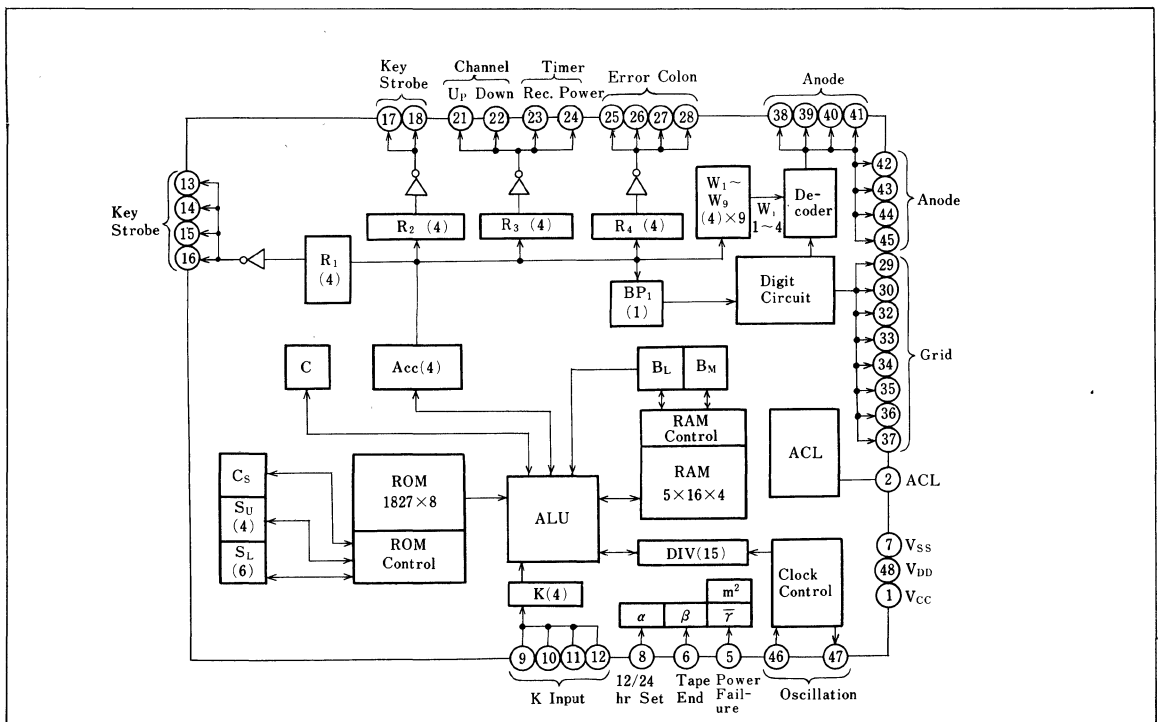 Key Strobe
Channel
Up Down
Timer
Rec. Power
Error Colon
Anode
17 18 21 22 23 24 25 26 27 28 38 39 40 41
42
43
44
45
Anode
Key Strobe
13
14
15
16
R1 (4)
R2 (4)
R3 (4)
R4 (4)
W1~ W9 (4)×9
W1 1~4
De-coder
BP1 (1)
Digit Circuit
29
30
32
33
34
35
36
37
Grid
C
Acc(4)
BL BM
RAM Control
RAM 5×16×4
ACL
2 ACL
CS
SU (4)
SL (6)
ROM 1827×8
ROM Control
ALU
DIV(15)
Clock Control
7 VSS
48 VDD
1 VCC
K(4)
m²
α β γ̅
9 10 11 12 8 6 5 46 47
K Input
12/24 hr Set
Tape End
Power Fail-ure
Oscillation